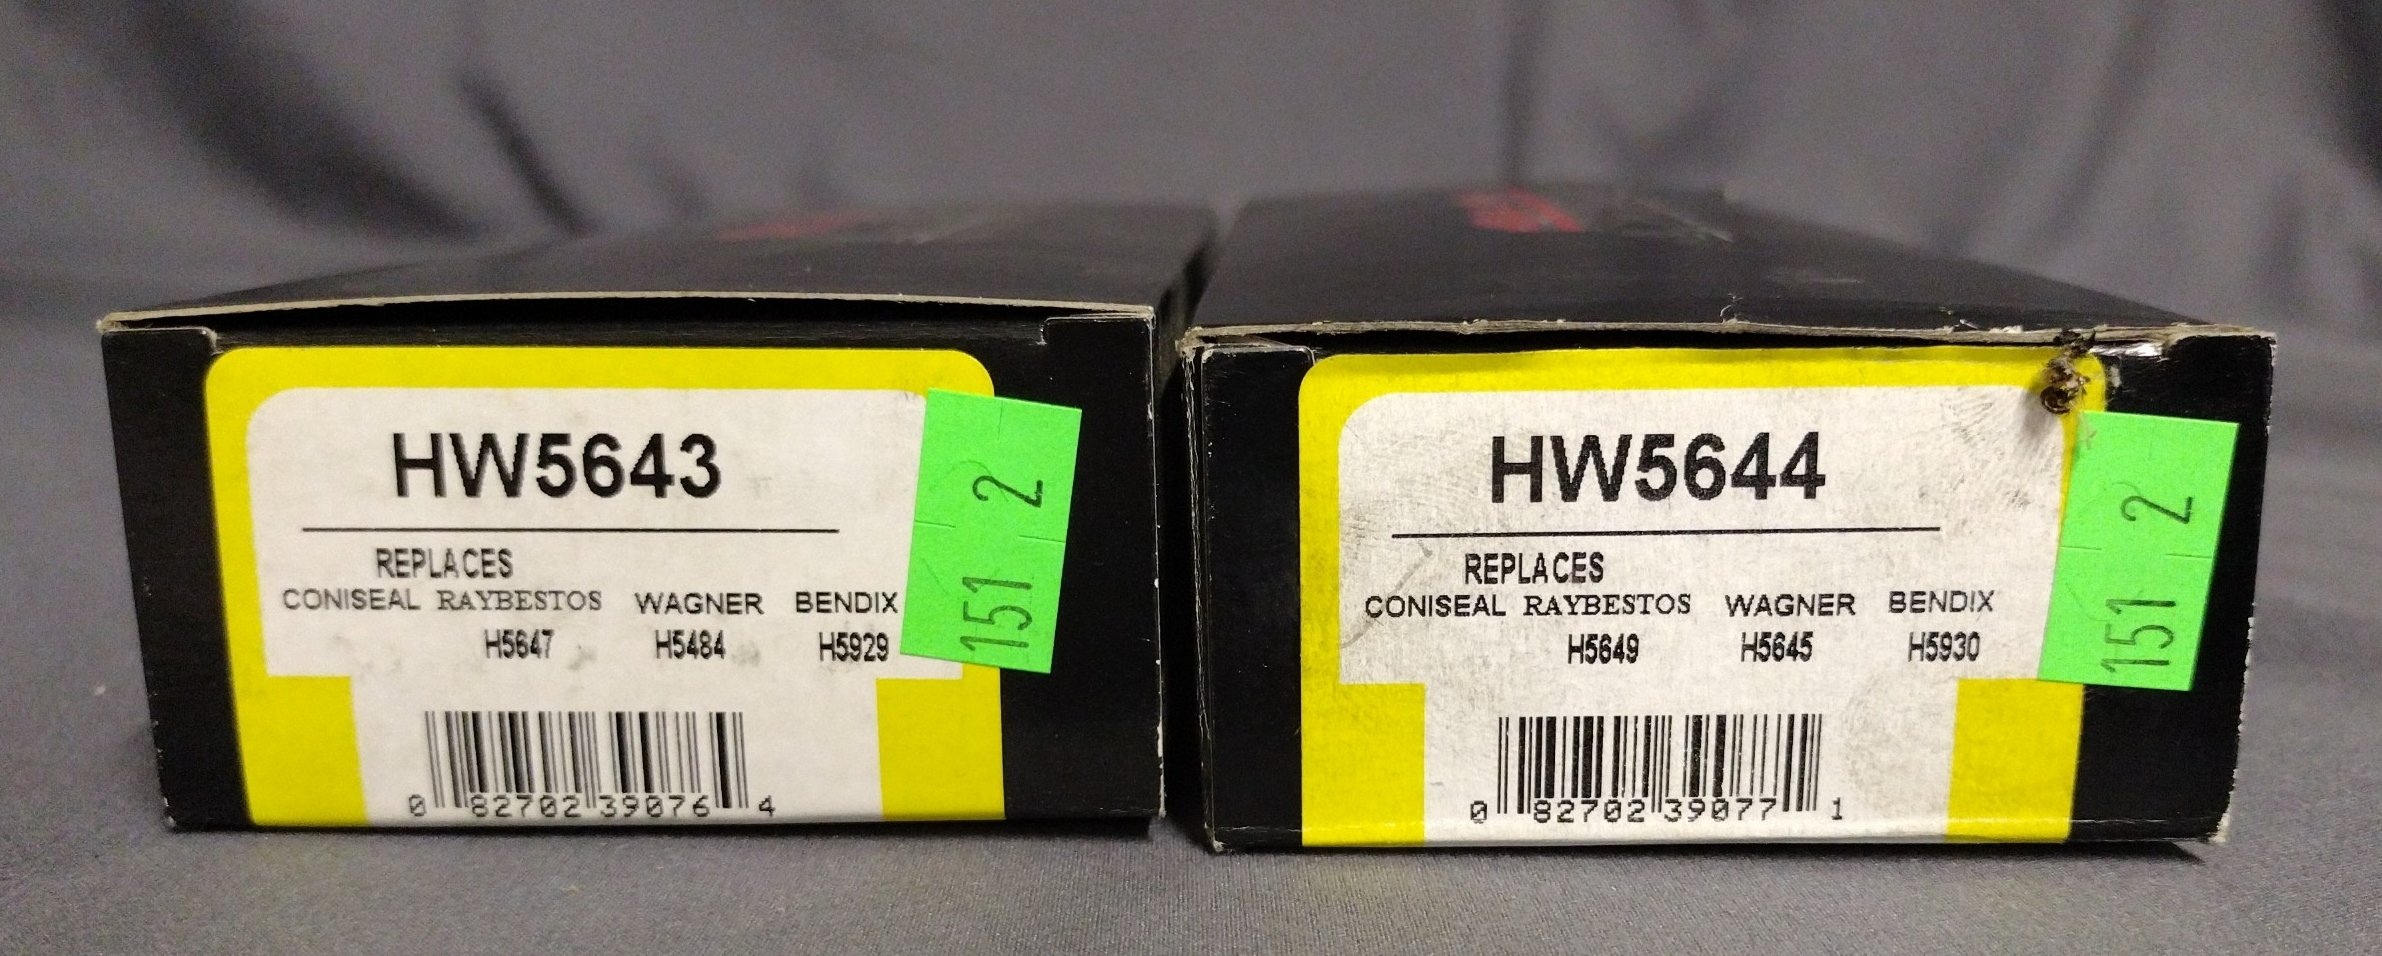 HW5643
REPLACES
CONISEAL RAYBESTOS WAGNER BENDIX
H5647 H5484 H5929
0 82702 39076 4
151 2
HW5644
REPLACES
CONISEAL RAYBESTOS WAGNER BENDIX
H5649 H5645 H5930
0 82702 39077 1
151 2